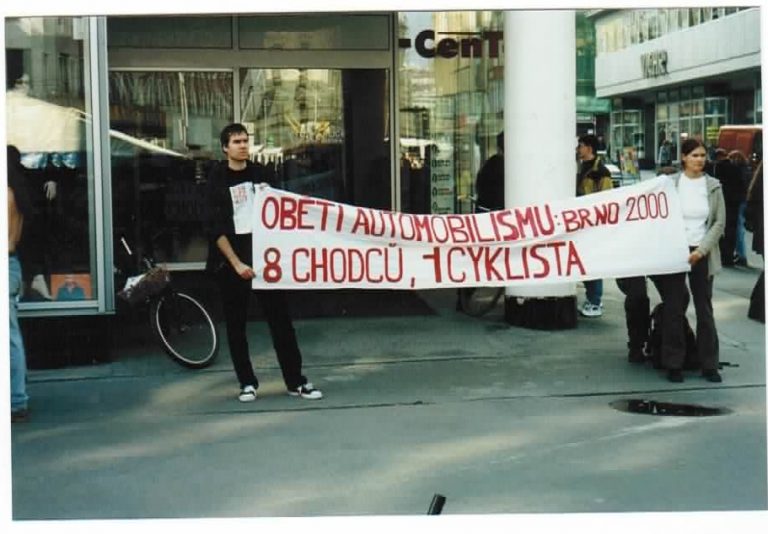 -CenT
OBETI AUTOMOBILISMU: BRNO 2000
8 CHODCŮ, 1 CYKLISTA